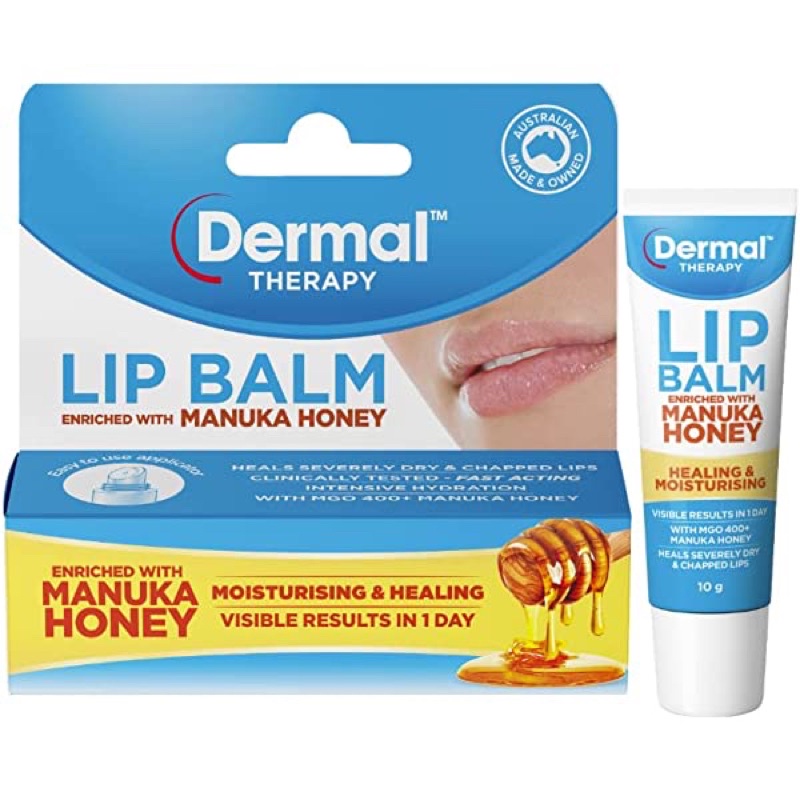 AUSTRALIAN
MADE & OWNED
Dermal™
THERAPY
LIP BALM
ENRICHED WITH MANUKA HONEY
Easy to use applicator
HEALS SEVERELY DRY & CHAPPED LIPS
CLINICALLY TESTED - FAST ACTING
INTENSIVE HYDRATION
WITH MGO 400+ MANUKA HONEY
ENRICHED WITH
MANUKA
HONEY
MOISTURISING & HEALING
VISIBLE RESULTS IN 1 DAY
Dermal™
THERAPY
LIP
BALM
ENRICHED WITH
MANUKA
HONEY
HEALING &
MOISTURISING
VISIBLE RESULTS IN 1 DAY
WITH MGO 400+
MANUKA HONEY
HEALS SEVERELY DRY
& CHAPPED LIPS
10 g